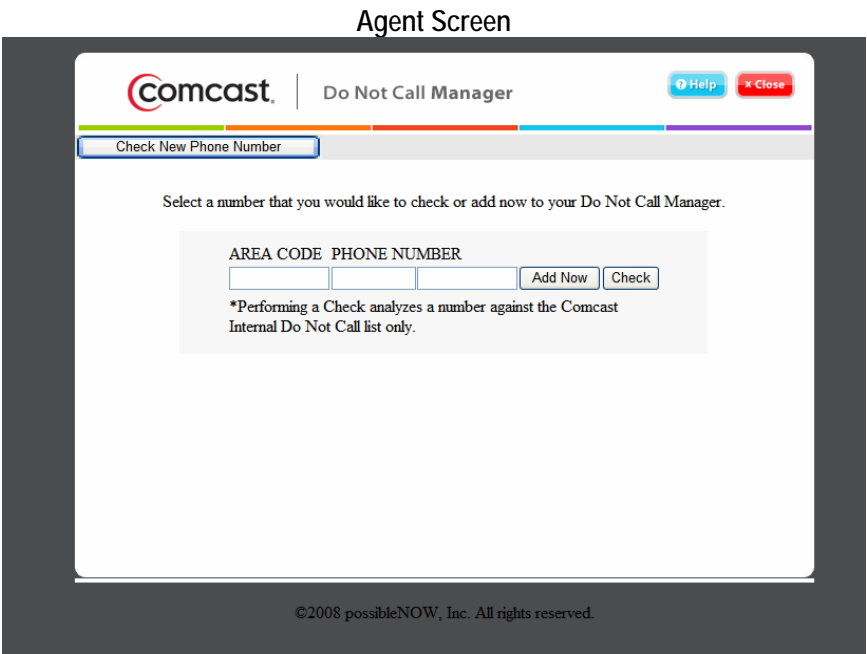 Agent Screen
comcast. Do Not Call Manager ? Help x Close
Check New Phone Number
Select a number that you would like to check or add now to your Do Not Call Manager.
AREA CODE PHONE NUMBER
Add Now Check
*Performing a Check analyzes a number against the Comcast
Internal Do Not Call list only.
©2008 possibleNOW, Inc. All rights reserved.